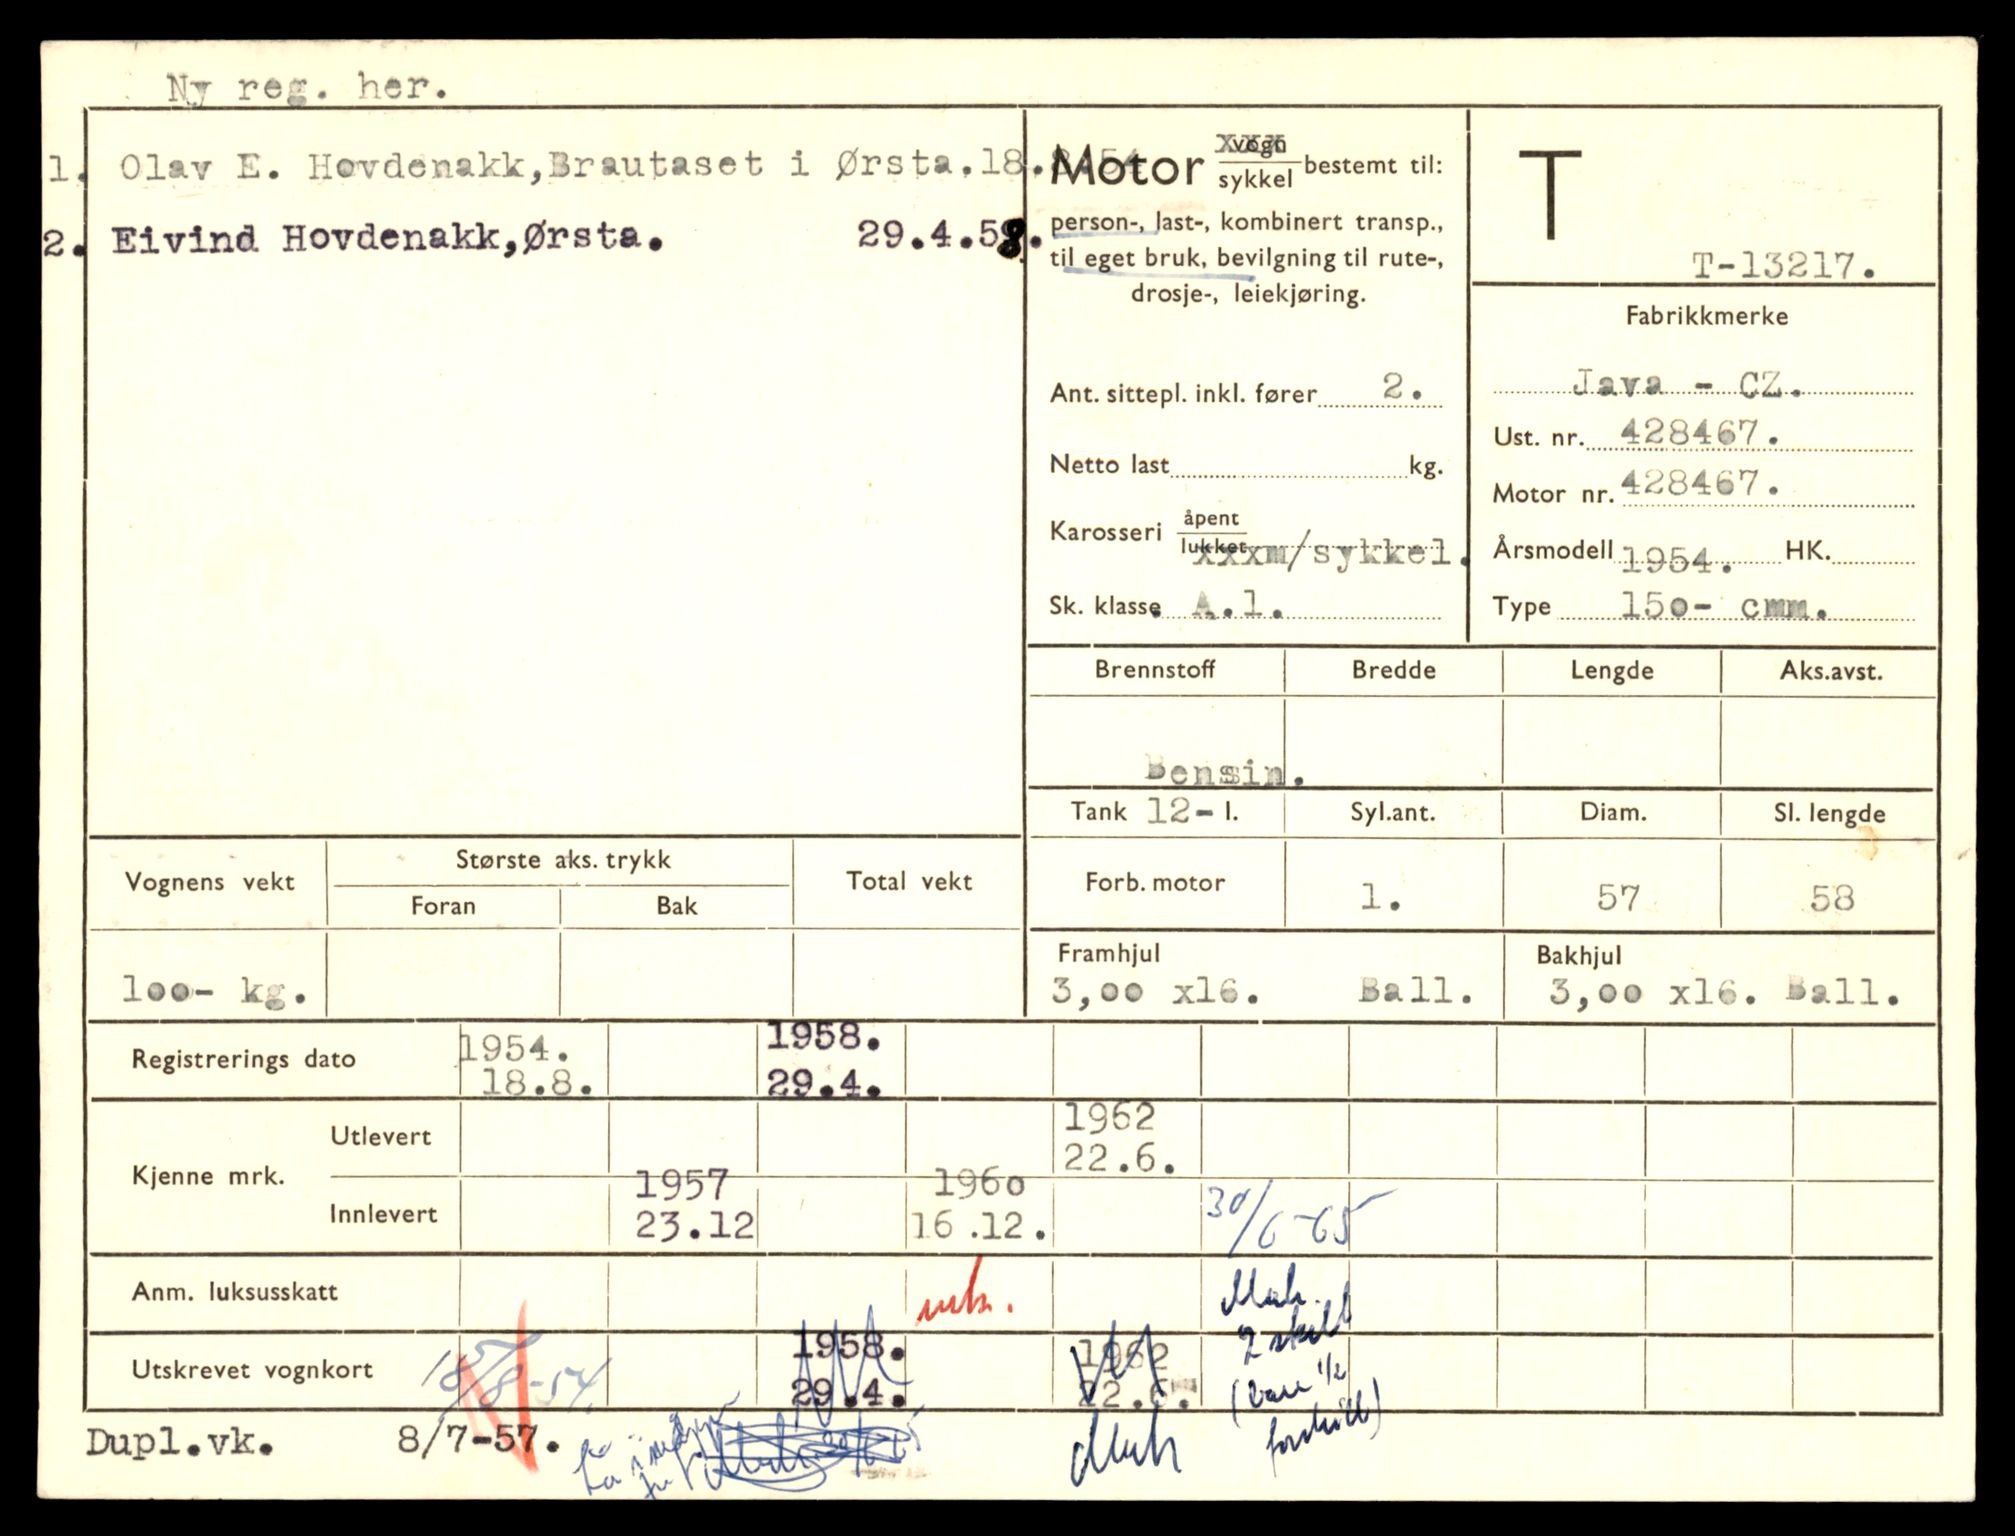 Ny reg. her.
1. Olav E. Hovdenakk,Brautaset i Ørsta.18.8.54
2. Eivind Hovdenakk,Ørsta. 29.4.58.
Motor vogn/sykkel bestemt til:
person-, last-, kombinert transp.,
til eget bruk, bevilgning til rute-,
drosje-, leiekjøring.
Ant. sittepl. inkl. fører 2.
Netto last kg.
Karosseri åpent/lukket xxxm/sykkel.
Sk. klasse A.1.
T
T-13217.
Fabrikkmerke
Java - CZ.
Ust. nr. 428467.
Motor nr. 428467.
Årsmodell 1954. HK.
Type 150- cmm.
Brennstoff Bredde Lengde Aks.avst.
Bensin.
Tank 12- l. Syl.ant. Diam. Sl. lengde
Forb. motor 1. 57 58
Framhjul Bakhjul
3,00 x16. Ball. 3,00 x16. Ball.
Vognens vekt Største aks. trykk Total vekt
Foran Bak
100- kg.
Registrerings dato 1954. 18.8. 1958. 29.4.
Kjenne mrk. Utlevert 1962 22.6.
Innlevert 1957 23.12 1960 16.12. 30/6-65
Anm. luksusskatt
Utskrevet vognkort 18/8-54. 1958. 29.4. 1962 22.6.
2 skilt
(bare 1/2
Dupl.vk. 8/7-57.